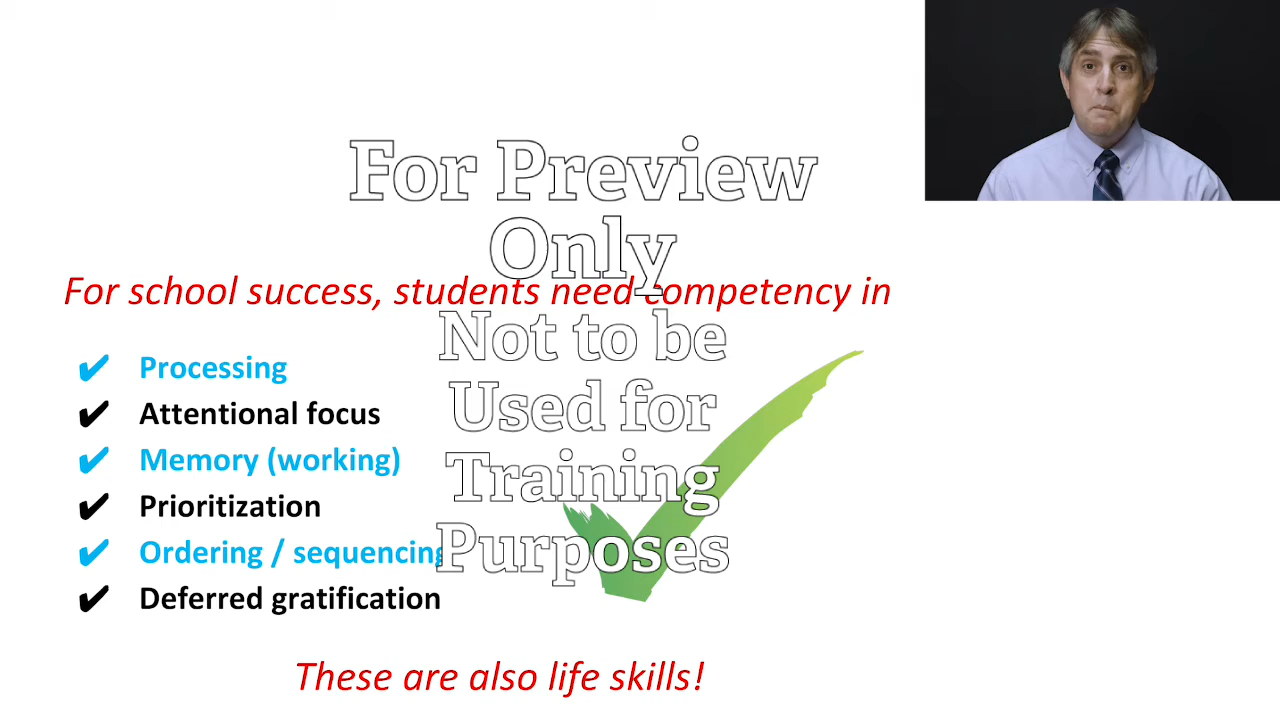 For Preview
Only
For school success, students need competency in
Not to be
Used for
Training
Purposes
✔ Processing
✔ Attentional focus
✔ Memory (working)
✔ Prioritization
✔ Ordering / sequencing
✔ Deferred gratification
These are also life skills!